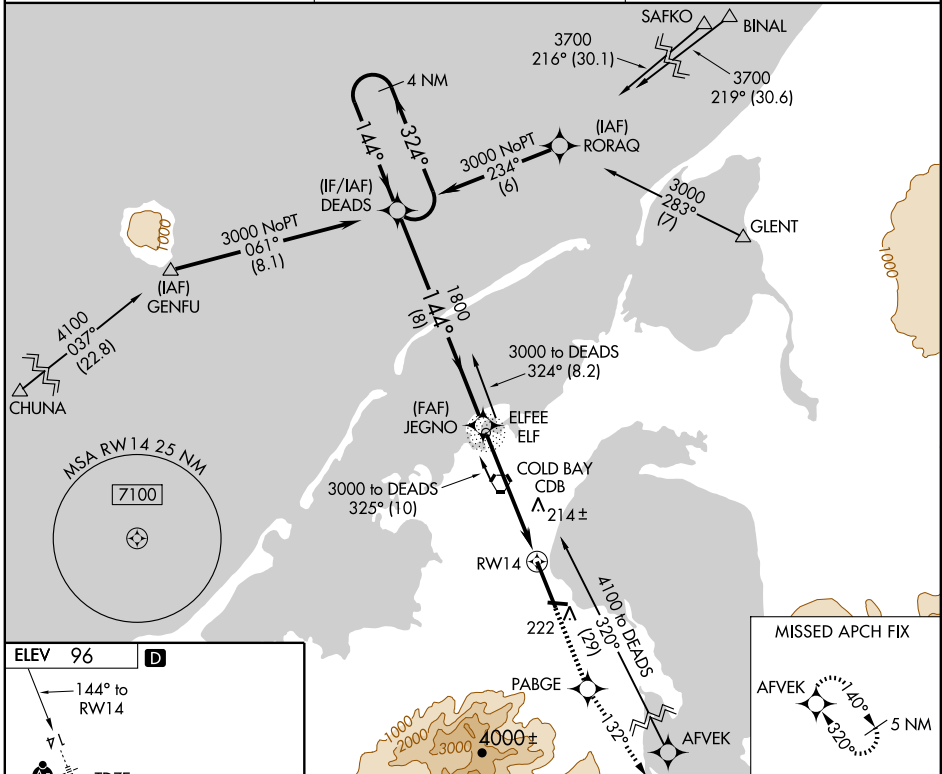 SAFKO
BINAL
3700
216° (30.1)
3700
219° (30.6)
4 NM
144°
324°
(IAF)
RORAQ
3000 NoPT
234°
(6)
(IF/IAF)
DEADS
3000
283°
(7)
GLENT
1000
1000
3000 NoPT
061°
(8.1)
(IAF)
GENFU
4100
037°
(22.8)
CHUNA
1800
144°
(8)
3000 to DEADS
324° (8.2)
(FAF)
JEGNO
ELFEE
ELF
MSA RW14 25 NM
7100
3000 to DEADS
325° (10)
COLD BAY
CDB
214±
RW14
4100 to DEADS
320°
(29)
222
PABGE
132°
AFVEK
1000
2000
3000
4000±
MISSED APCH FIX
AFVEK
140°
320°
5 NM
ELEV 96 D
144° to
RW14
14